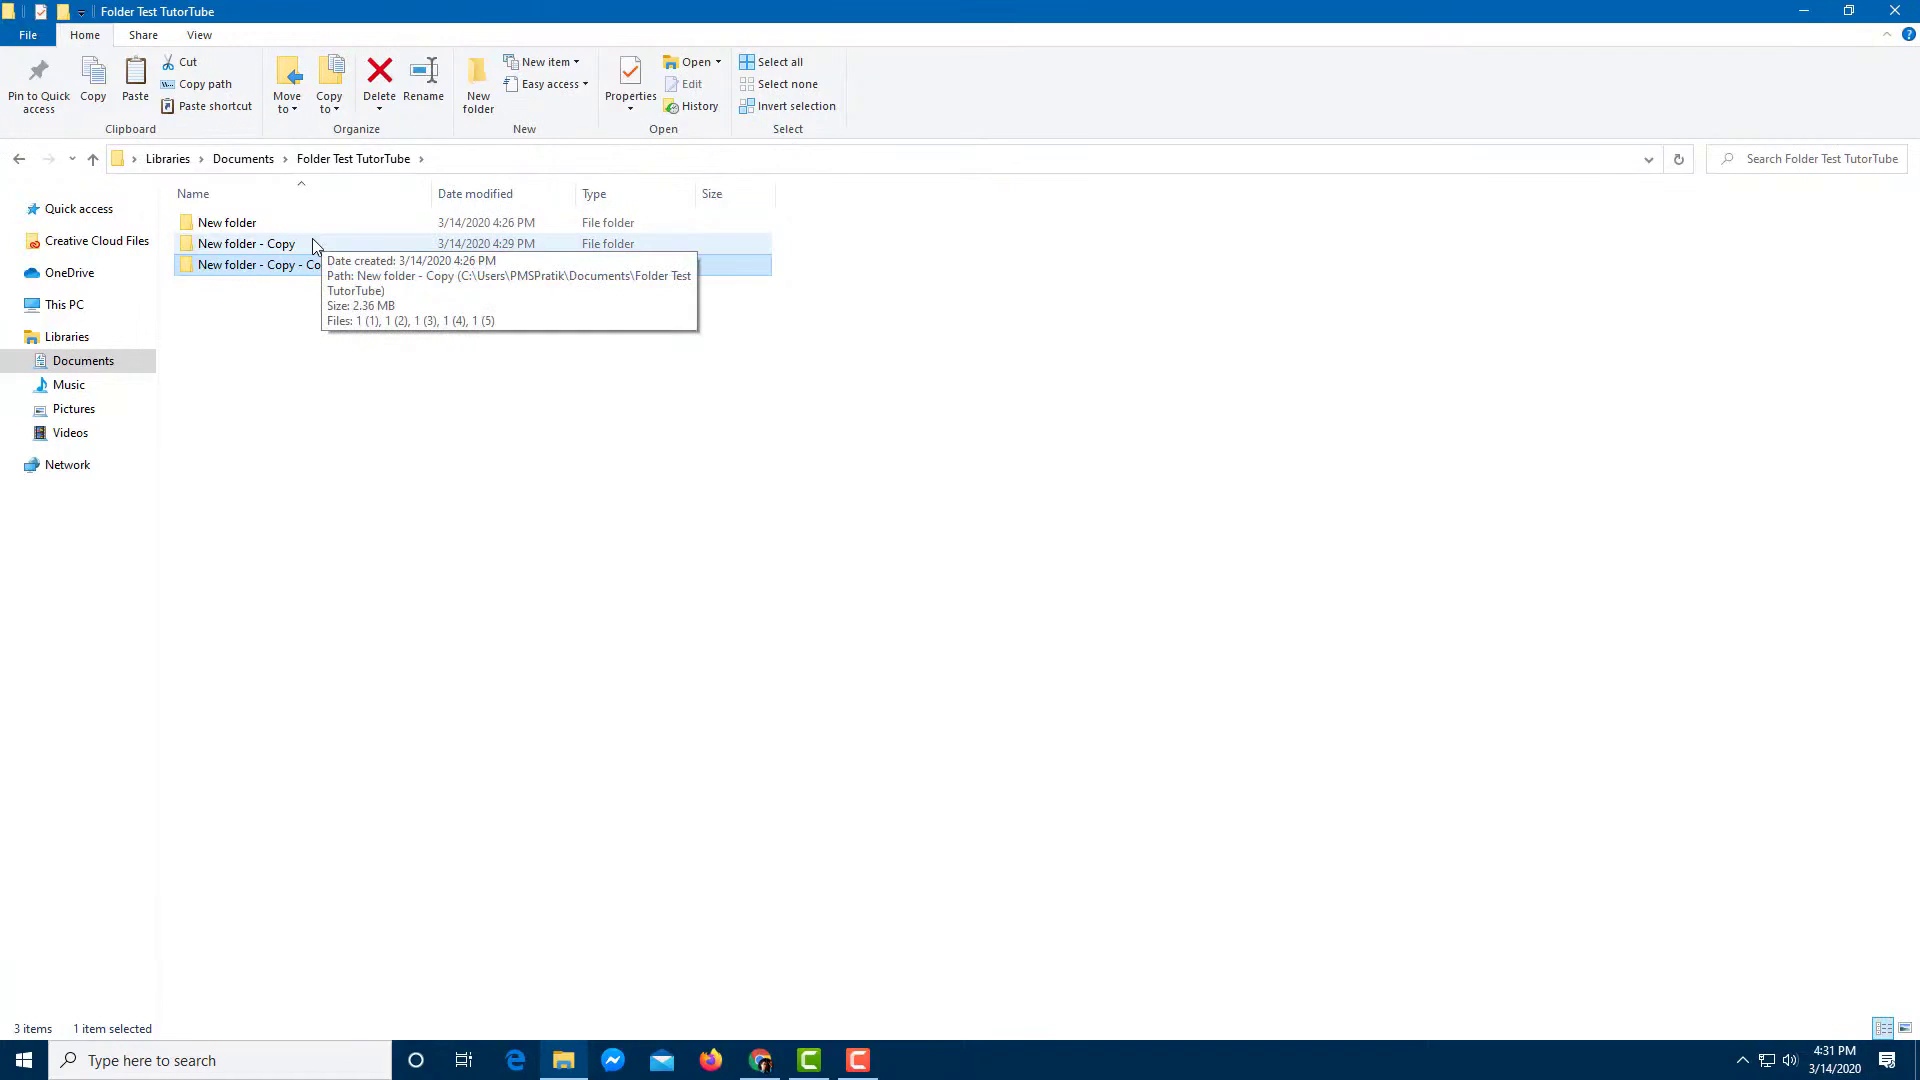 Folder Test TutorTube
File Home Share View
Pin to Quick access
Copy
Paste
Cut
Copy path
Paste shortcut
Clipboard
Move to
Copy to
Delete
Rename
Organize
New folder
New item
Easy access
New
Properties
Open
Edit
History
Open
Select all
Select none
Invert selection
Select
Libraries Documents Folder Test TutorTube
Search Folder Test TutorTube
Name Date modified Type Size
New folder 3/14/2020 4:26 PM File folder
New folder - Copy 3/14/2020 4:29 PM File folder
New folder - Copy - Co
Date created: 3/14/2020 4:26 PM
Path: New folder - Copy (C:\Users\PMSPratik\Documents\Folder Test
TutorTube)
Size: 2.36 MB
Files: 1 (1), 1 (2), 1 (3), 1 (4), 1 (5)
Quick access
Creative Cloud Files
OneDrive
This PC
Libraries
Documents
Music
Pictures
Videos
Network
3 items 1 item selected
Type here to search
4:31 PM
3/14/2020